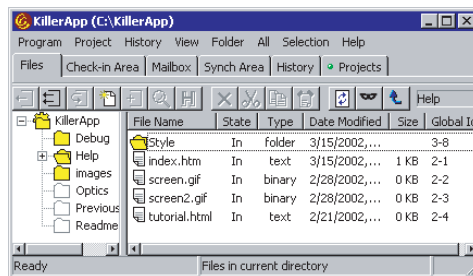 KillerApp (C:\KillerApp)
Program Project History View Folder All Selection Help
Files Check-in Area Mailbox Synch Area History Projects
Help
KillerApp
Debug
Help
images
Optics
Previous
Readme
File Name State Type Date Modified Size Global Id
Style In folder 3/15/2002,... 3-8
index.htm In text 3/15/2002,... 1 KB 2-1
screen.gif In binary 2/28/2002,... 0 KB 2-2
screen2.gif In binary 2/28/2002,... 0 KB 2-3
tutorial.html In text 2/21/2002,... 0 KB 2-4
Ready Files in current directory